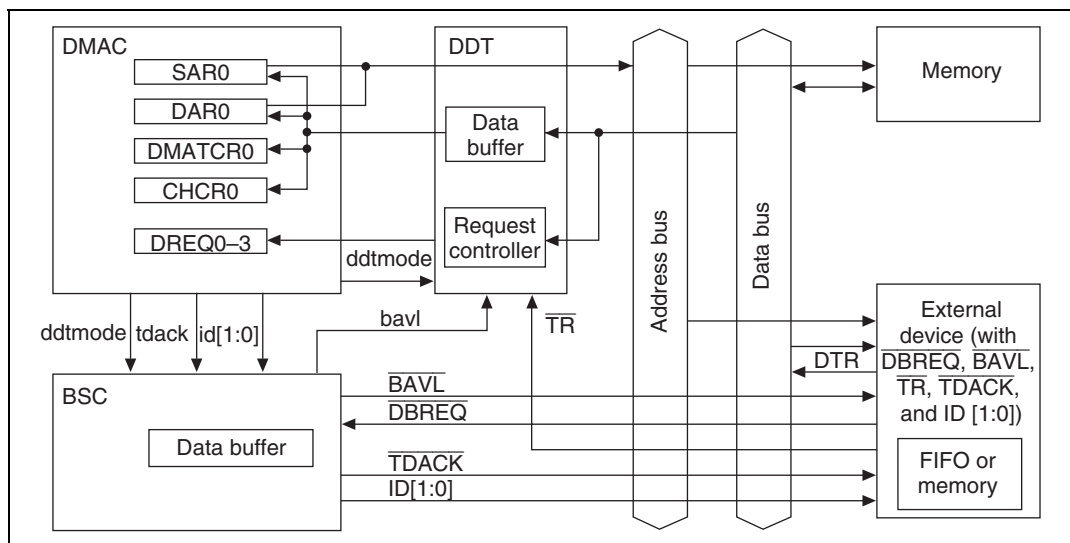 DMAC
SAR0
DAR0
DMATCR0
CHCR0
DREQ0–3
ddtmode
DDT
Data
buffer
Request
controller
Address bus
Data bus
Memory
ddtmode
tdack
id[1:0]
bavl
TR
BSC
Data buffer
BAVL
DBREQ
TDACK
ID[1:0]
DTR
External
device (with
DBREQ, BAVL,
TR, TDACK,
and ID [1:0])
FIFO or
memory